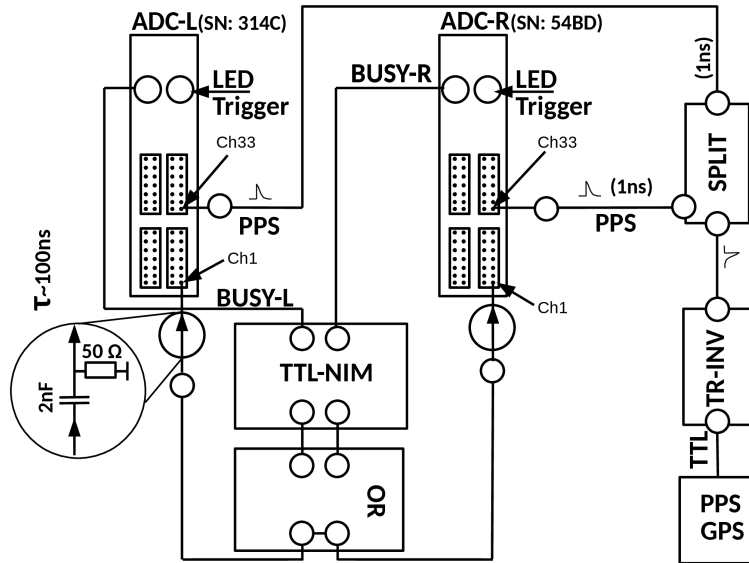 ADC-L(SN: 314C)
ADC-R(SN: 54BD)
LED
Trigger
BUSY-R
LED
Trigger
(1ns)
Ch33
Ch33
SPLIT
PPS
(1ns)
PPS
τ~100ns
Ch1
BUSY-L
Ch1
50 Ω
2nF
TTL-NIM
TR-INV
TTL
OR
PPS
GPS